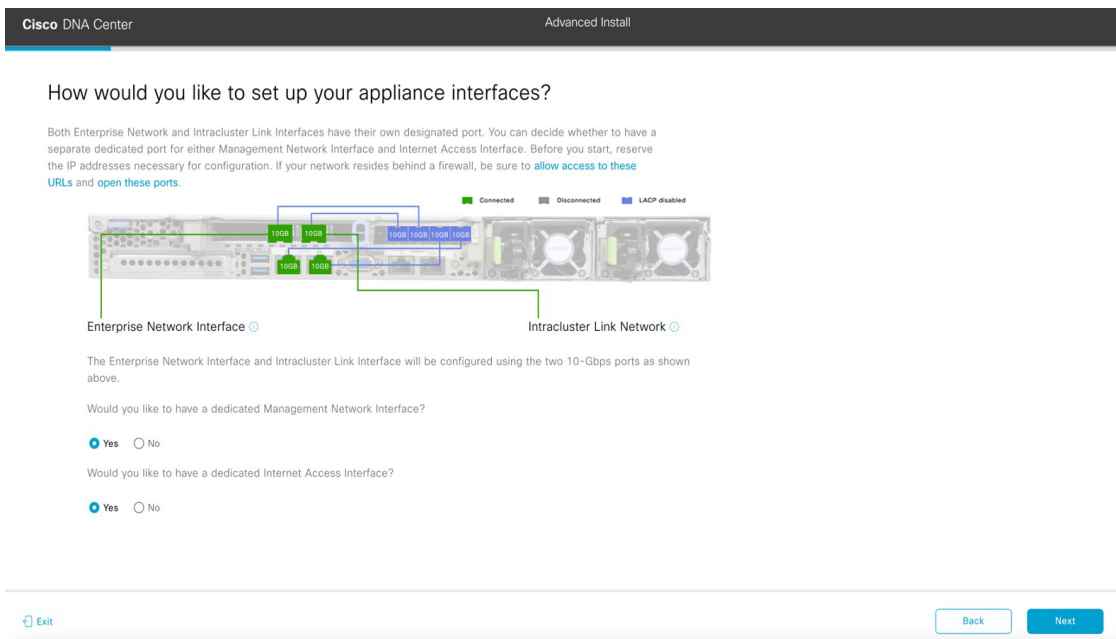 Cisco DNA Center
Advanced Install
How would you like to set up your appliance interfaces?
Both Enterprise Network and Intracluster Link Interfaces have their own designated port. You can decide whether to have a
separate dedicated port for either Management Network Interface and Internet Access Interface. Before you start, reserve
the IP addresses necessary for configuration. If your network resides behind a firewall, be sure to allow access to these
URLs and open these ports.
Connected Disconnected LACP disabled
10GB 10GB 10GB 10GB 10GB 10GB
10GB 10GB
Enterprise Network Interface
Intracluster Link Network
The Enterprise Network Interface and Intracluster Link Interface will be configured using the two 10-Gbps ports as shown
above.
Would you like to have a dedicated Management Network Interface?
Yes No
Would you like to have a dedicated Internet Access Interface?
Yes No
Exit
Back
Next